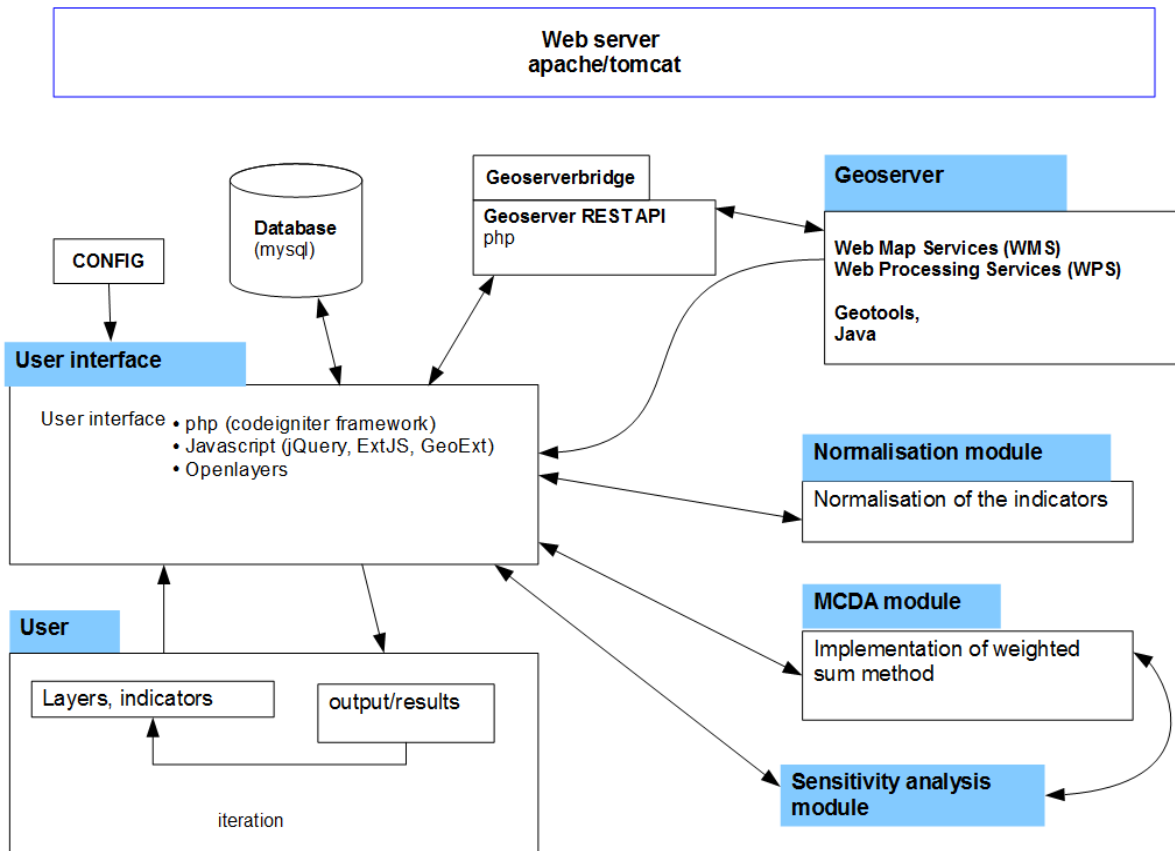 Web server
apache/tomcat
Geoserverbridge
Geoserver REST API
php
Geoserver
Web Map Services (WMS)
Web Processing Services (WPS)
Geotools,
Java
Database
(mysql)
CONFIG
User interface
User interface • php (codeigniter framework)
• Javascript (jQuery, ExtJS, GeoExt)
• Openlayers
Normalisation module
Normalisation of the indicators
MCDA module
Implementation of weighted
sum method
User
Layers, indicators
output/results
iteration
Sensitivity analysis
module